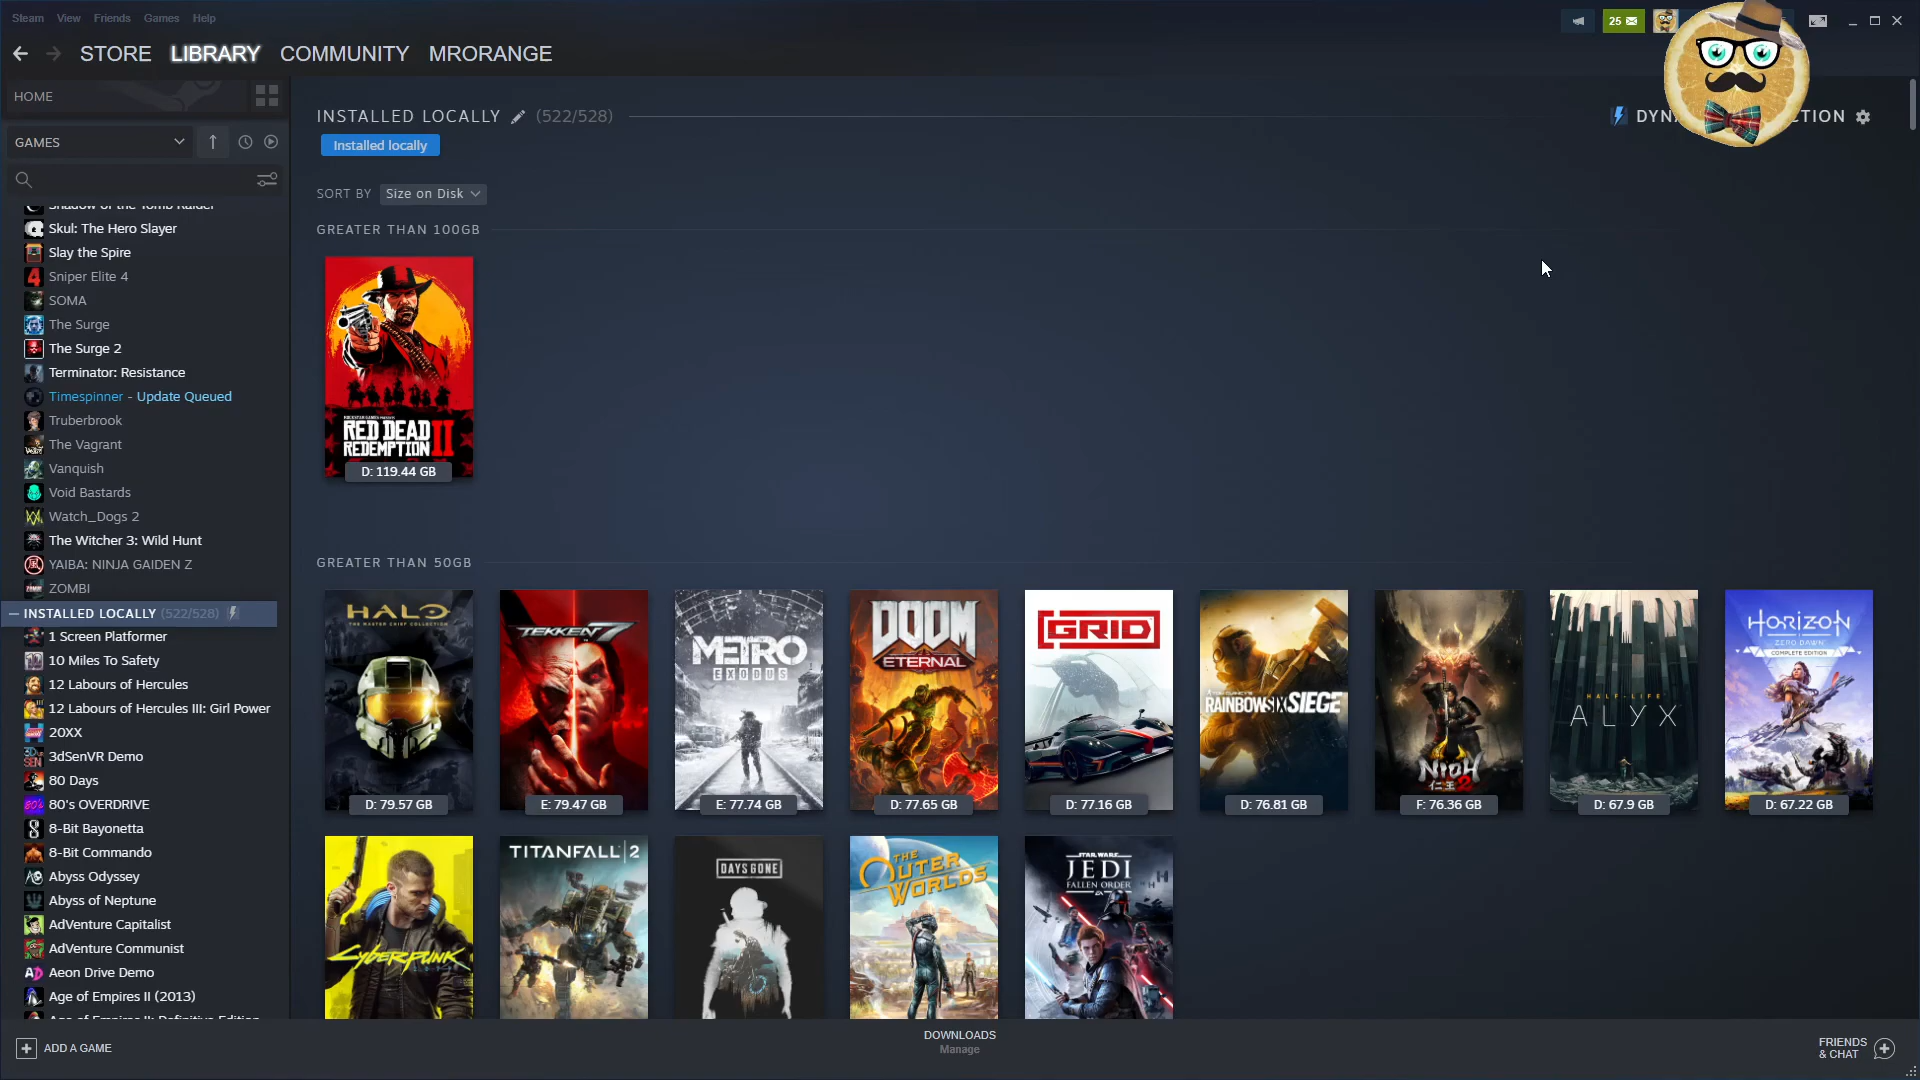 Steam View Friends Games Help
25
STORE LIBRARY COMMUNITY MRORANGE
HOME
GAMES
Shadow of the Tomb Raider
Skul: The Hero Slayer
Slay the Spire
Sniper Elite 4
SOMA
The Surge
The Surge 2
Terminator: Resistance
Timespinner - Update Queued
Truberbrook
The Vagrant
Vanquish
Void Bastards
Watch_Dogs 2
The Witcher 3: Wild Hunt
YAIBA: NINJA GAIDEN Z
ZOMBI
INSTALLED LOCALLY (522/528)
1 Screen Platformer
10 Miles To Safety
12 Labours of Hercules
12 Labours of Hercules III: Girl Power
20XX
3dSenVR Demo
80 Days
80's OVERDRIVE
8-Bit Bayonetta
8-Bit Commando
Abyss Odyssey
Abyss of Neptune
AdVenture Capitalist
AdVenture Communist
Aeon Drive Demo
Age of Empires II (2013)
Age of Empires II: Definitive Edition
INSTALLED LOCALLY (522/528)
Installed locally
SORT BY Size on Disk
GREATER THAN 100GB
ROCKSTAR GAMES PRESENTS
RED DEAD
REDEMPTION II
D: 119.44 GB
GREATER THAN 50GB
HALO
THE MASTER CHIEF COLLECTION
D: 79.57 GB
TEKKEN 7
E: 79.47 GB
METRO
EXODUS
E: 77.74 GB
DOOM
ETERNAL
D: 77.65 GB
GRID
D: 77.16 GB
TOM CLANCY'S
RAINBOW SIX SIEGE
D: 76.81 GB
NIOH 2
仁王2
F: 76.36 GB
HALF-LIFE
ALYX
D: 67.9 GB
HORIZON
ZERO DAWN
COMPLETE EDITION
D: 67.22 GB
CYBERPUNK
TITANFALL 2
DAYS GONE
THE
OUTER
WORLDS
STAR WARS
JEDI
FALLEN ORDER
EA
ADD A GAME
DOWNLOADS
Manage
FRIENDS
& CHAT